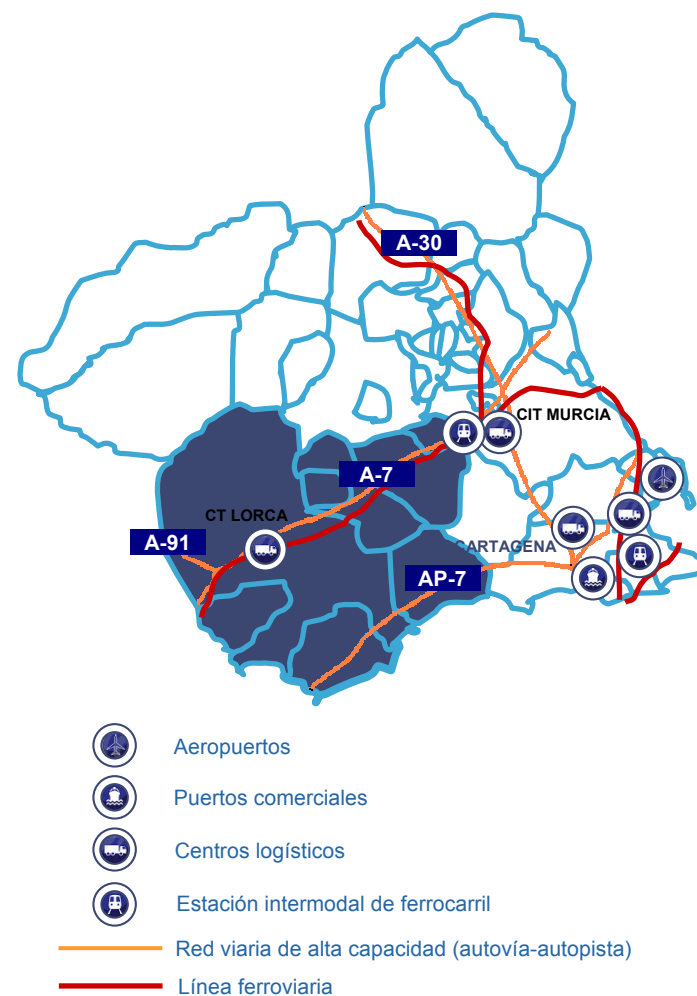 A-30
CIT MURCIA
A-7
CT LORCA
A-91
CARTAGENA
AP-7
Aeropuertos
Puertos comerciales
Centros logísticos
Estación intermodal de ferrocarril
Red viaria de alta capacidad (autovía-autopista)
Línea ferroviaria